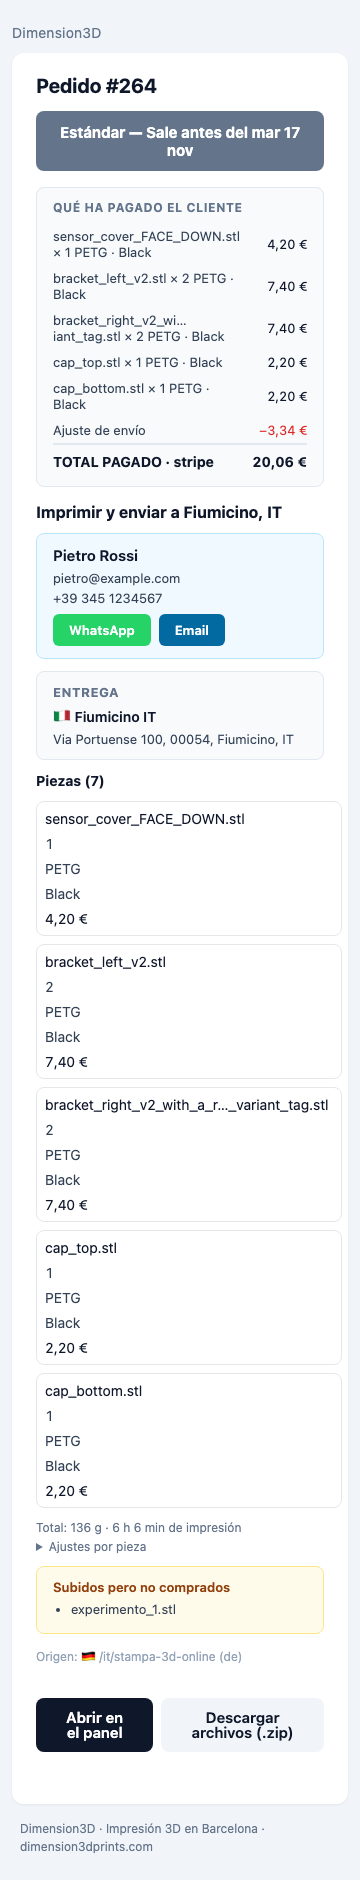 Dimension3D
Pedido #264
Estándar — Sale antes del mar 17
nov
QUÉ HA PAGADO EL CLIENTE
sensor_cover_FACE_DOWN.stl
× 1 PETG · Black
4,20 €
bracket_left_v2.stl × 2 PETG ·
Black
7,40 €
bracket_right_v2_wi…
iant_tag.stl × 2 PETG · Black
7,40 €
cap_top.stl × 1 PETG · Black
2,20 €
cap_bottom.stl × 1 PETG ·
Black
2,20 €
Ajuste de envío
−3,34 €
TOTAL PAGADO · stripe
20,06 €
Imprimir y enviar a Fiumicino, IT
Pietro Rossi
pietro@example.com
+39 345 1234567
WhatsApp
Email
ENTREGA
Fiumicino IT
Via Portuense 100, 00054, Fiumicino, IT
Piezas (7)
sensor_cover_FACE_DOWN.stl
1
PETG
Black
4,20 €
bracket_left_v2.stl
2
PETG
Black
7,40 €
bracket_right_v2_with_a_r…_variant_tag.stl
2
PETG
Black
7,40 €
cap_top.stl
1
PETG
Black
2,20 €
cap_bottom.stl
1
PETG
Black
2,20 €
Total: 136 g · 6 h 6 min de impresión
Ajustes por pieza
Subidos pero no comprados
• experimento_1.stl
Origen: /it/stampa-3d-online (de)
Abrir en
el panel
Descargar
archivos (.zip)
Dimension3D · Impresión 3D en Barcelona ·
dimension3dprints.com